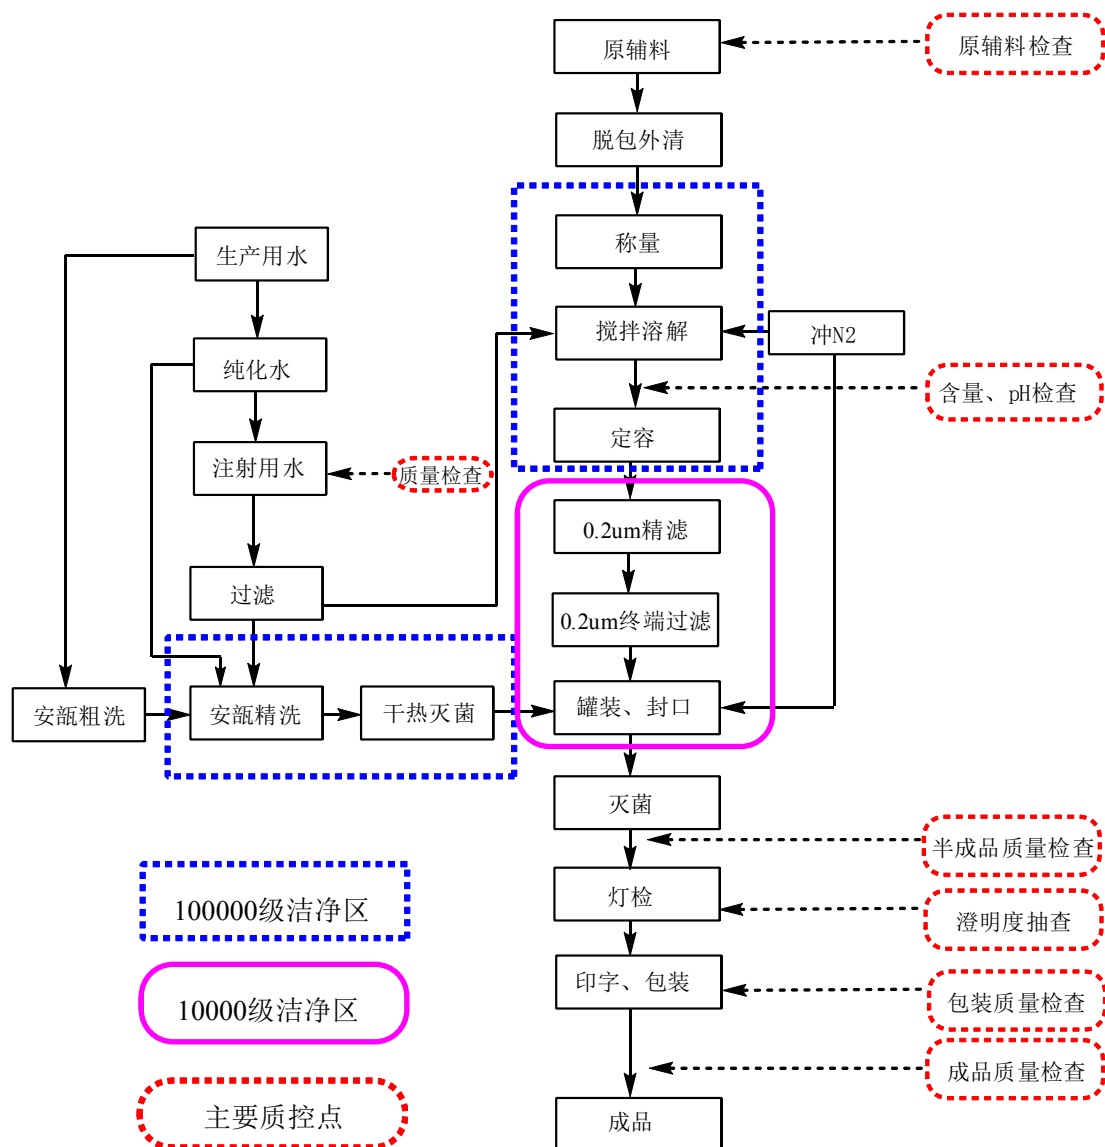 原辅料
原辅料检查
脱包外清
称量
生产用水
搅拌溶解
冲N2
纯化水
含量、pH检查
定容
注射用水
质量检查
0.2um精滤
过滤
0.2um终端过滤
安瓿粗洗
安瓿精洗
干热灭菌
罐装、封口
灭菌
半成品质量检查
灯检
澄明度抽查
100000级洁净区
印字、包装
包装质量检查
10000级洁净区
成品质量检查
主要质控点
成品